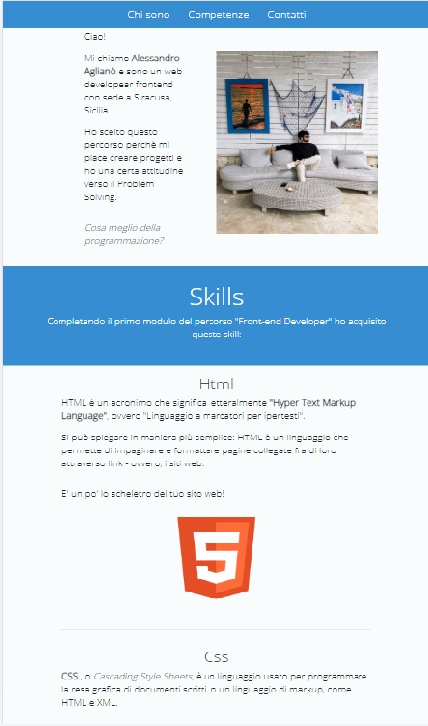 Chi sono Competenze Contatti
Ciao!
Mi chiamo Alessandro
Aglianò e sono un web
developear frontend
con sede a Siracusa,
Sicilia.
Ho scelto questo
percorso perchè mi
piace creare progetti e
ho una certa attitudine
verso il Problem
Solving.
Cosa meglio della
programmazione?
Skills
Completando il primo modulo del percorso "Front-end Developer" ho acquisito
queste skill:
Html
HTML è un acronimo che significa letteralmente "Hyper Text Markup
Language", ovvero "Linguaggio a marcatori per ipertesti".
Si può spiegare in maniera più semplice: HTML è un linguaggio che
permette di impaginare e formattare pagine collegate fra di loro
attraverso link - ovvero, i siti web.
E' un po' lo scheletro del tuo sito web!
5
Css
CSS , o Cascading Style Sheets, è un linguaggio usato per programmare
la resa grafica di documenti scritti in un linguaggio di markup, come
HTML e XML.